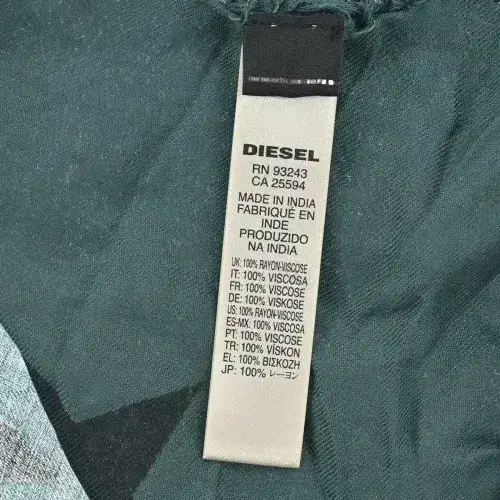 DIESEL
RN 93243
CA 25594
MADE IN INDIA
FABRIQUÉ EN
INDE
PRODUZIDO
NA INDIA
UK: 100% RAYON-VISCOSE
IT: 100% VISCOSA
FR: 100% VISCOSE
DE: 100% VISKOSE
US: 100% RAYON-VISCOSE
ES-MX: 100% VISCOSA
PT: 100% VISCOSE
TR: 100% VİSKON
EL: 100% ΒΙΣΚΟΖΗ
JP: 100% レーヨン